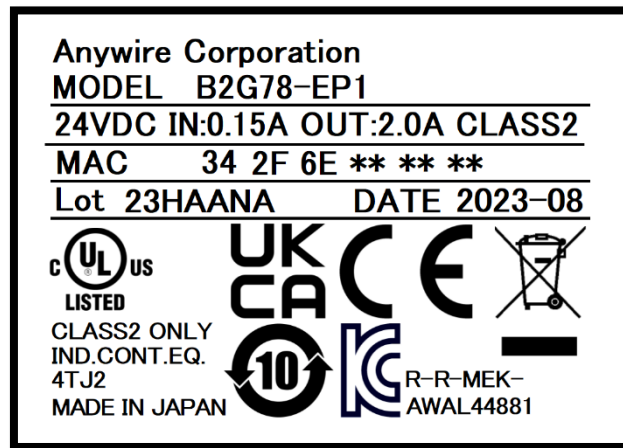 Anywire Corporation
MODEL B2G78-EP1
24VDC IN:0.15A OUT:2.0A CLASS2
MAC 34 2F 6E ** ** **
Lot 23HAANA DATE 2023-08
C UL ® US
LISTED
UK
CA
CE
CLASS2 ONLY
IND.CONT.EQ.
4TJ2
MADE IN JAPAN
10
KC
R-R-MEK-
AWAL44881